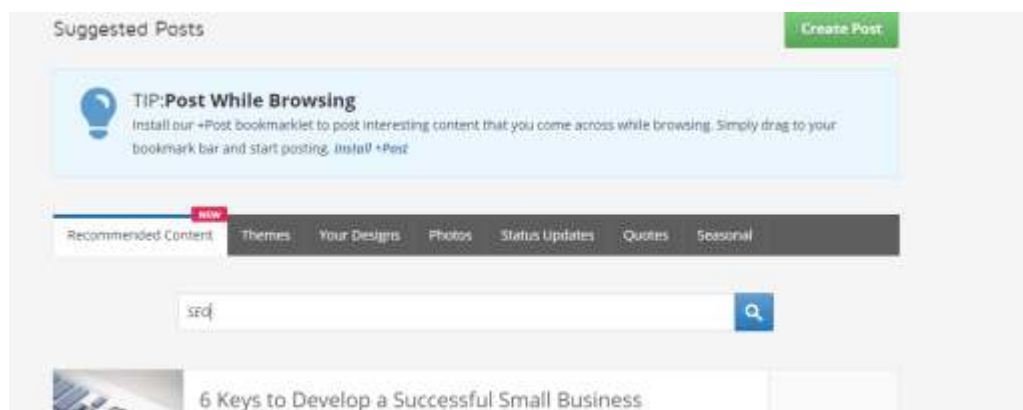 Suggested Posts
Create Post
TIP:Post While Browsing
Install our +Post bookmarklet to post interesting content that you come across while browsing. Simply drag to your
bookmark bar and start posting. Install +Post
NEW
Recommended Content Themes Your Designs Photos Status Updates Quotes Seasonal
SEO
6 Keys to Develop a Successful Small Business